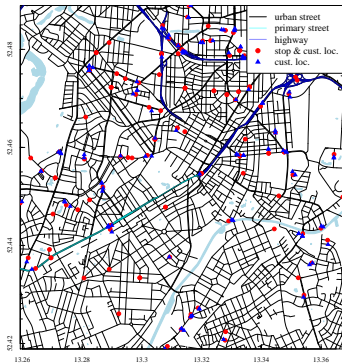 urban street
primary street
highway
stop & cust. loc.
cust. loc.
52.48
52.46
52.44
52.42
13.26 13.28 13.3 13.32 13.34 13.36